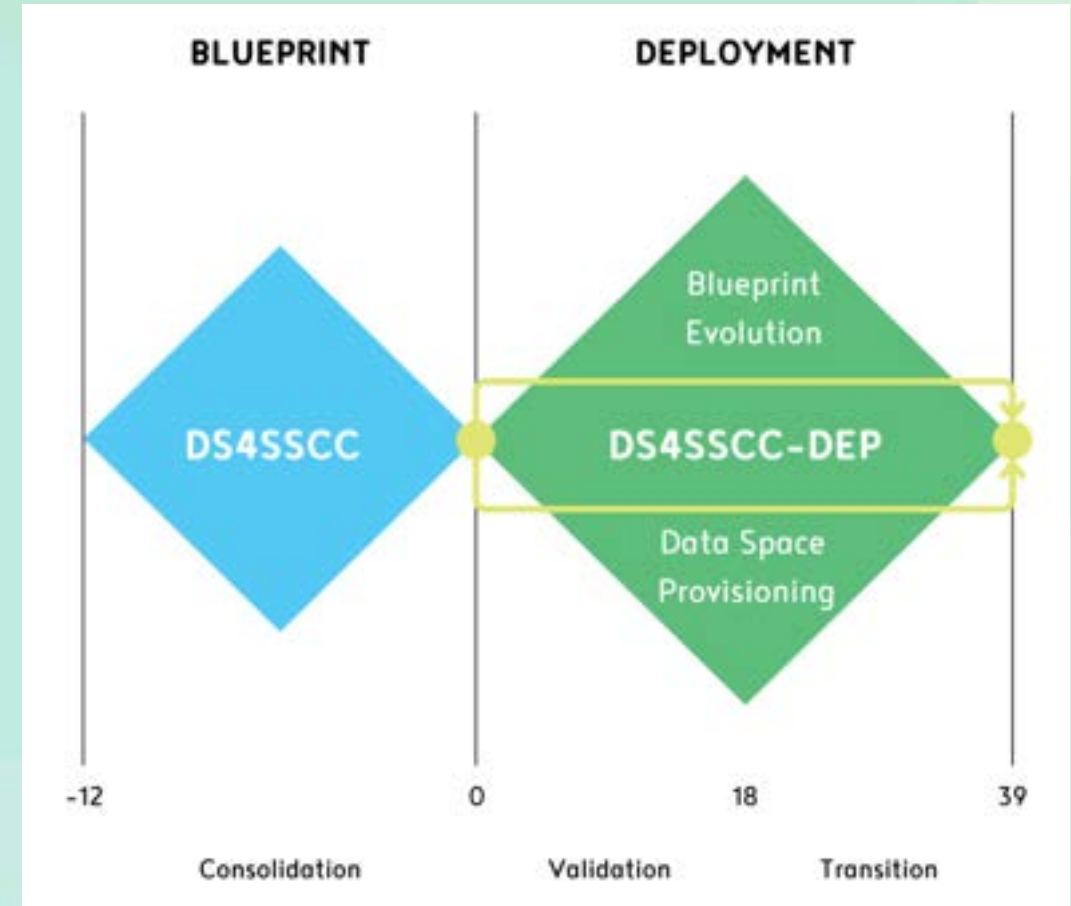 BLUEPRINT
DEPLOYMENT
Blueprint
Evolution
DS4SSCC
DS4SSCC-DEP
Data Space
Provisioning
-12
0
18
39
Consolidation
Validation
Transition